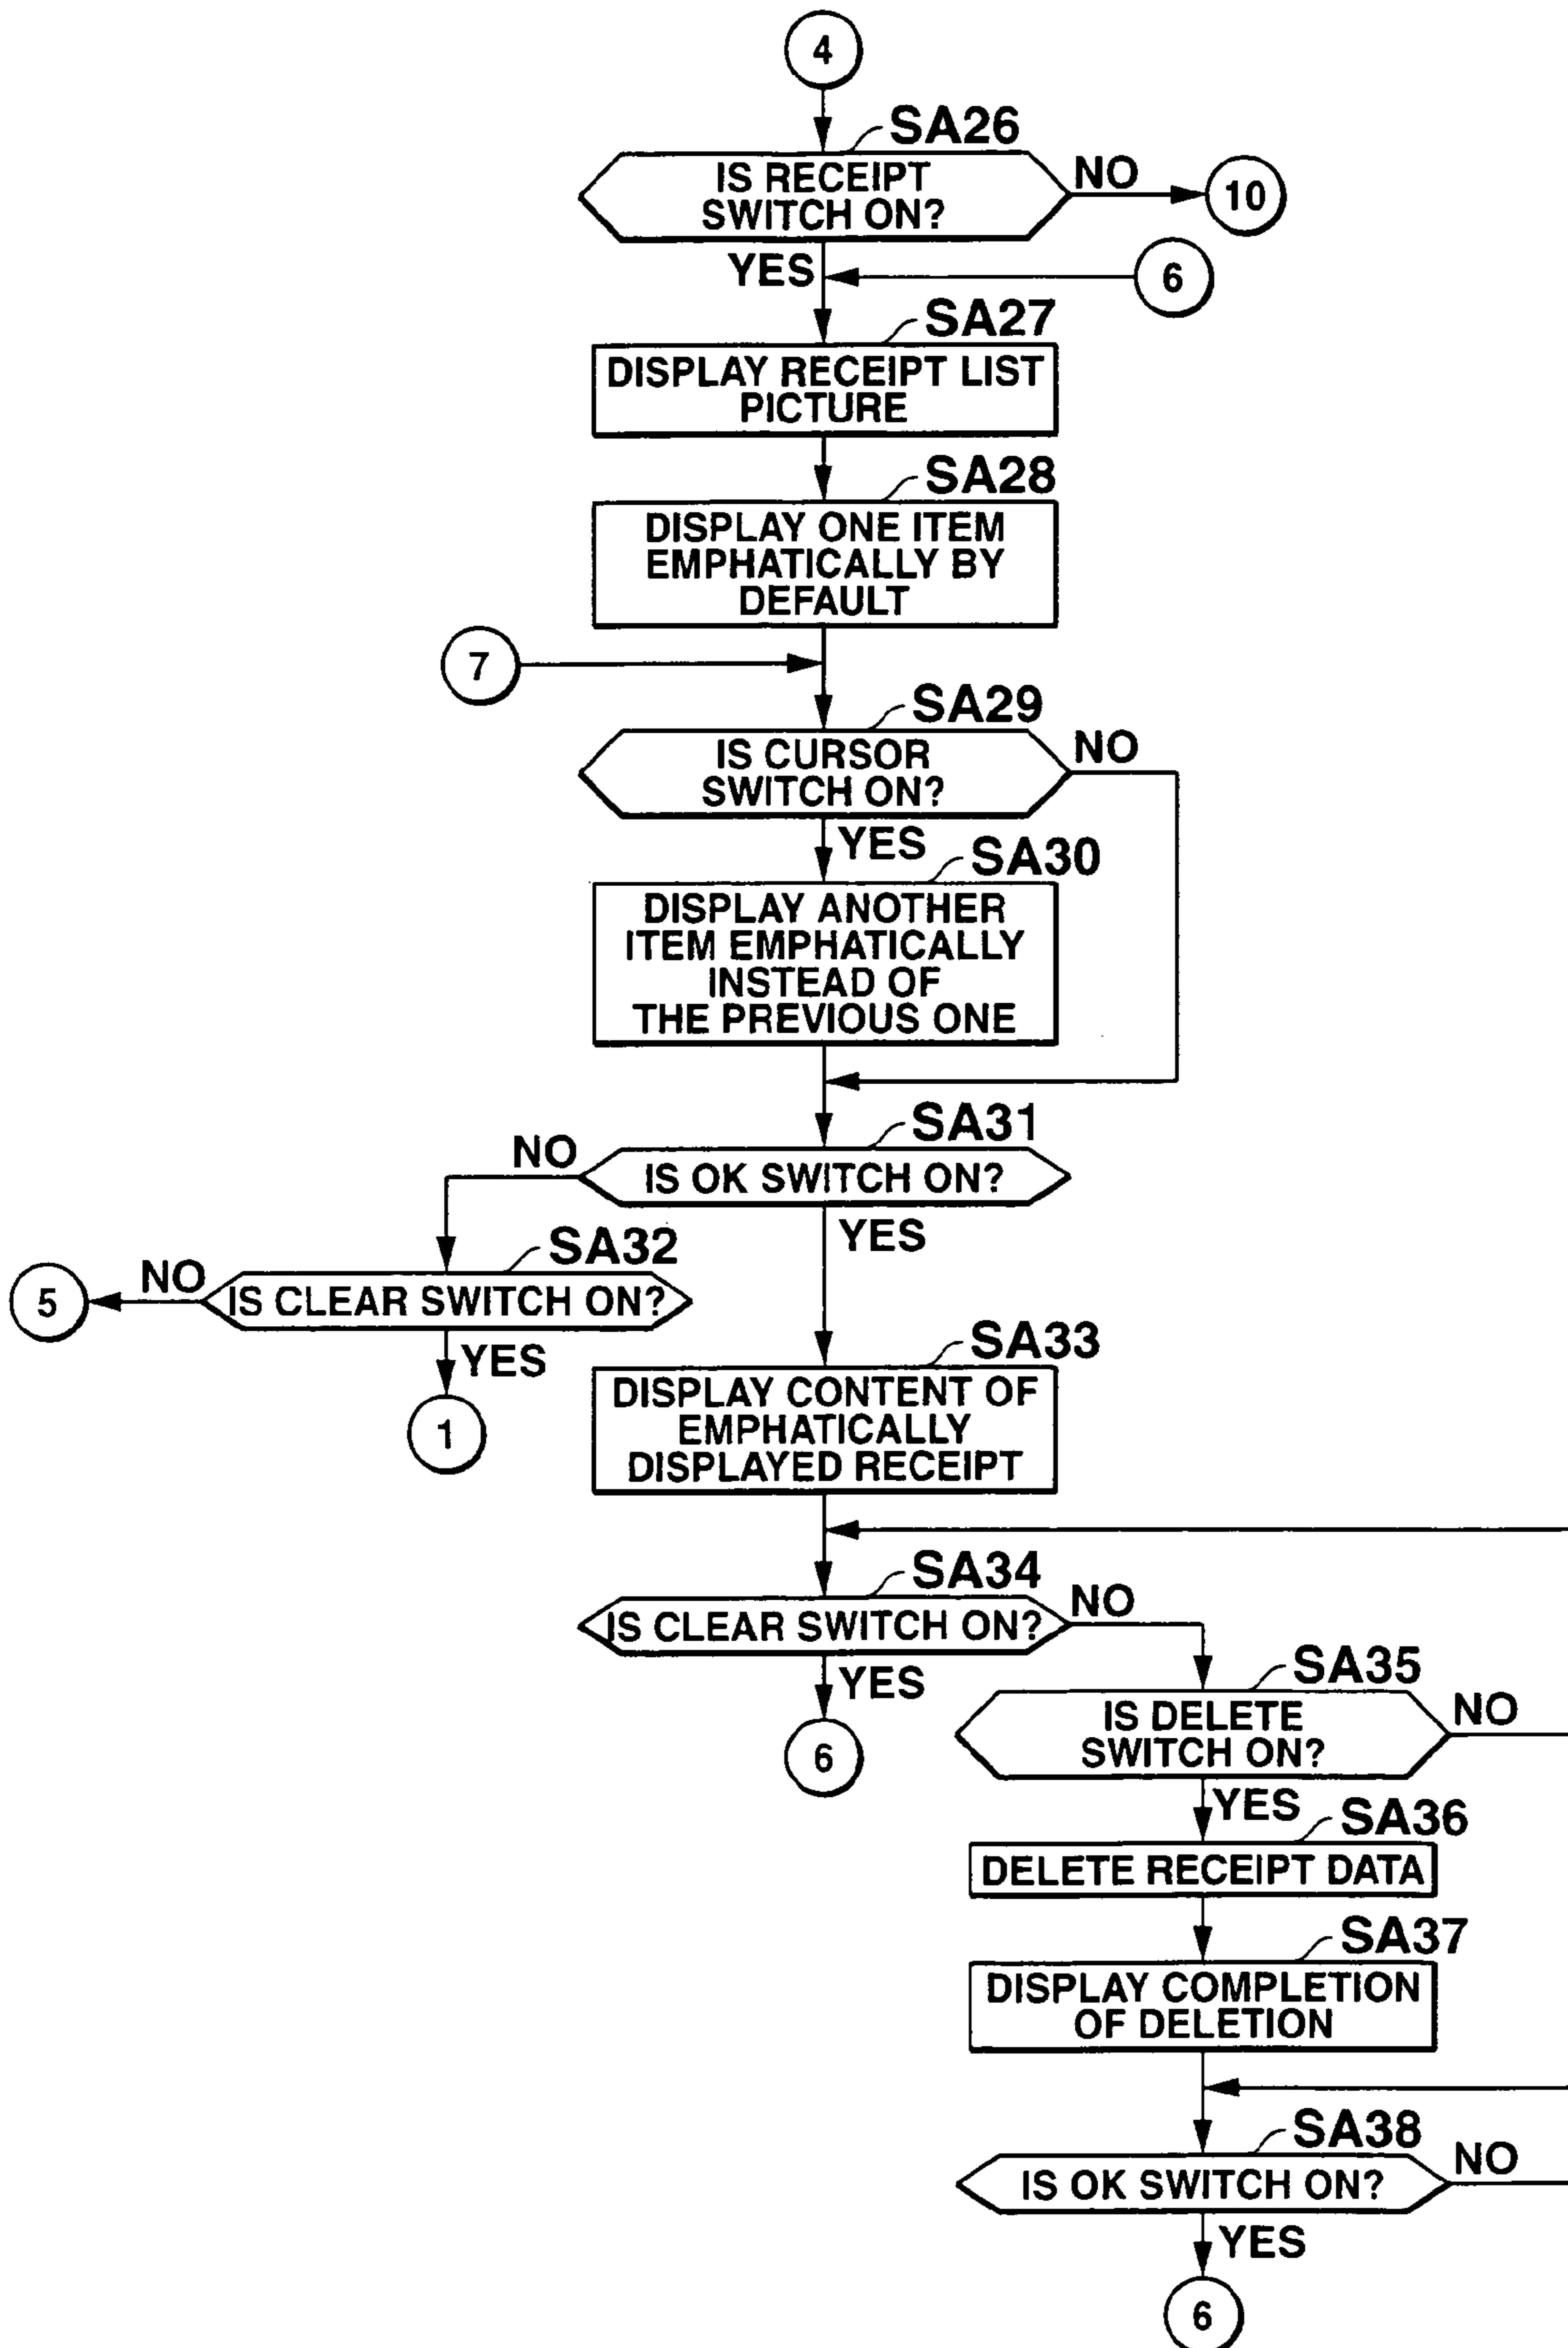 4
SA26
IS RECEIPT
SWITCH ON?
NO
10
YES
6
SA27
DISPLAY RECEIPT LIST
PICTURE
SA28
DISPLAY ONE ITEM
EMPHATICALLY BY
DEFAULT
7
SA29
IS CURSOR
SWITCH ON?
NO
YES
SA30
DISPLAY ANOTHER
ITEM EMPHATICALLY
INSTEAD OF
THE PREVIOUS ONE
SA31
NO
IS OK SWITCH ON?
YES
SA32
5
NO
IS CLEAR SWITCH ON?
YES
1
SA33
DISPLAY CONTENT OF
EMPHATICALLY
DISPLAYED RECEIPT
SA34
IS CLEAR SWITCH ON?
NO
YES
6
SA35
IS DELETE
SWITCH ON?
NO
YES
SA36
DELETE RECEIPT DATA
SA37
DISPLAY COMPLETION
OF DELETION
SA38
IS OK SWITCH ON?
NO
YES
6